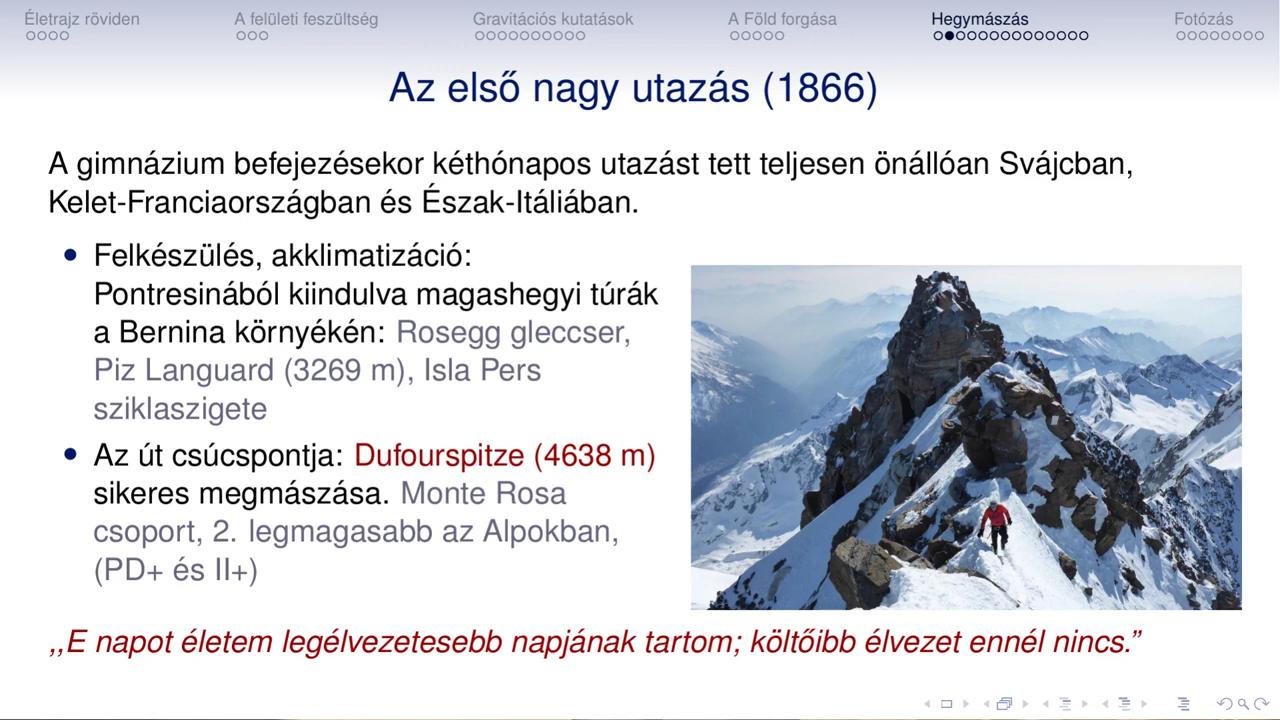 Életrajz röviden
A felületi feszültség
Gravitációs kutatások
A Föld forgása
Hegymászás
Fotózás
Az első nagy utazás (1866)
A gimnázium befejezésekor kéthónapos utazást tett teljesen önállóan Svájcban,
Kelet-Franciaországban és Észak-Itáliában.
• Felkészülés, akklimatizáció:
Pontresinából kiindulva magashegyi túrák
a Bernina környékén: Rosegg gleccser,
Piz Languard (3269 m), Isla Pers
sziklaszigete
• Az út csúcspontja: Dufourspitze (4638 m)
sikeres megmászása. Monte Rosa
csoport, 2. legmagasabb az Alpokban,
(PD+ és II+)
,,E napot életem legélvezetesebb napjának tartom; költőibb élvezet ennél nincs.”